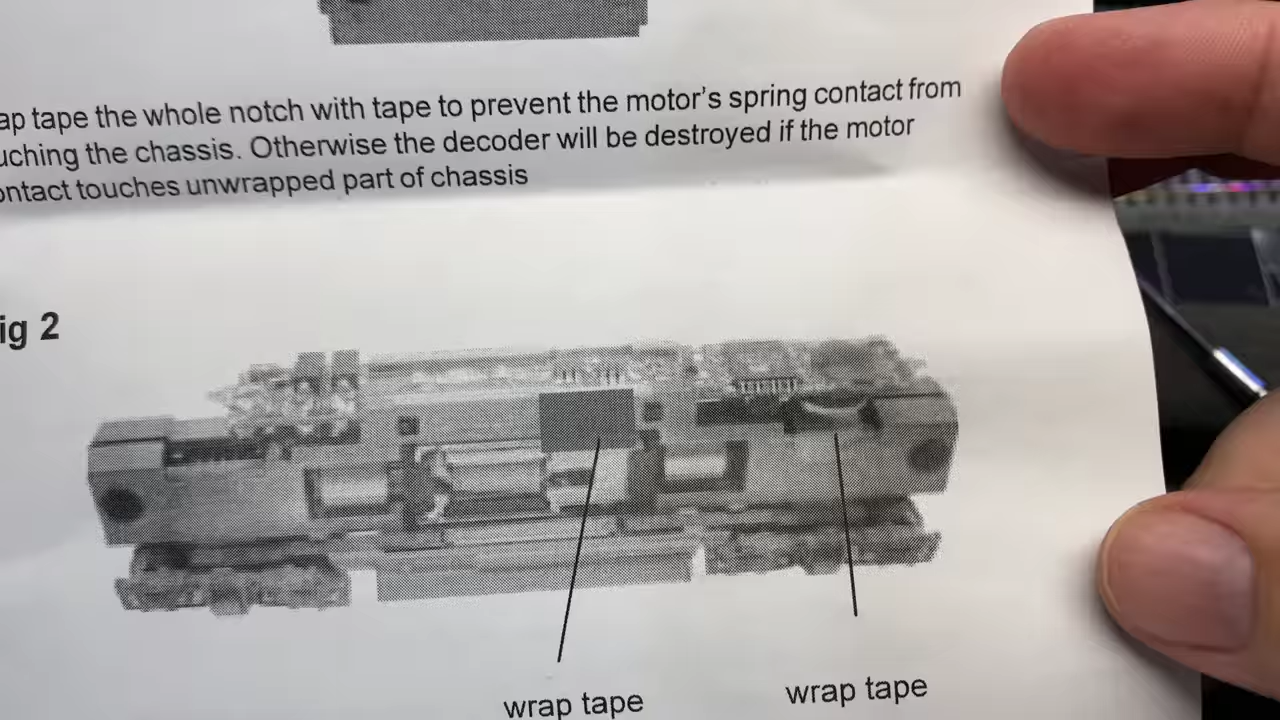 ap tape the whole notch with tape to prevent the motor's spring contact from
uching the chassis. Otherwise the decoder will be destroyed if the motor
ontact touches unwrapped part of chassis
ig 2
wrap tape
wrap tape